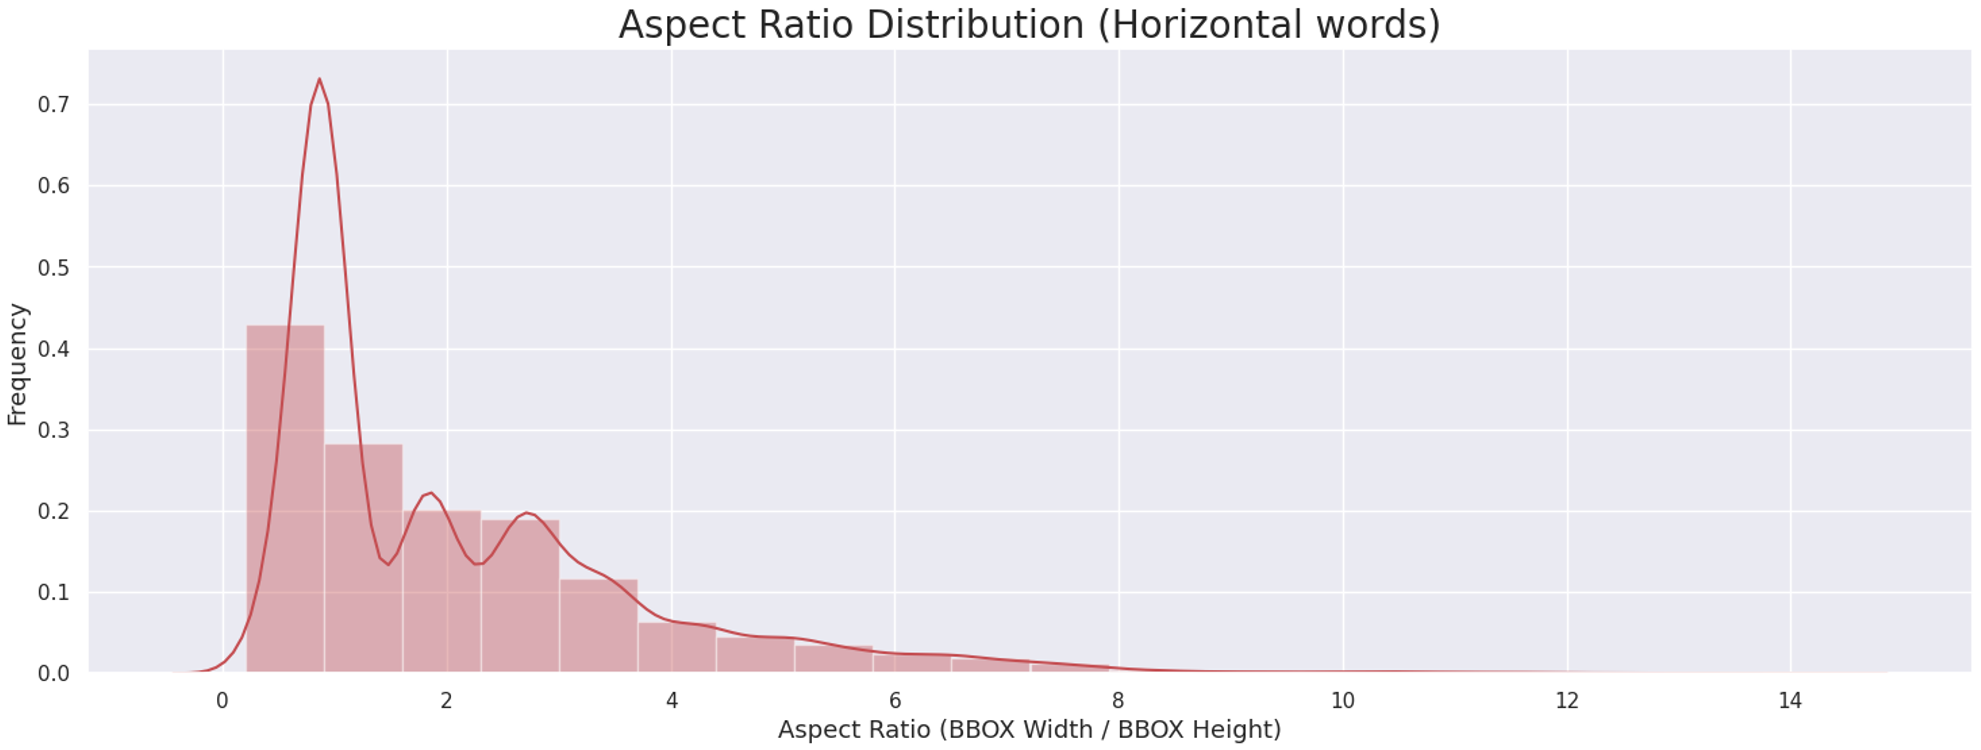 Aspect Ratio Distribution (Horizontal words)
Frequency
0.7
0.6
0.5
0.4
0.3
0.2
0.1
0.0
0 2 4 6 8 10 12 14
Aspect Ratio (BBOX Width / BBOX Height)